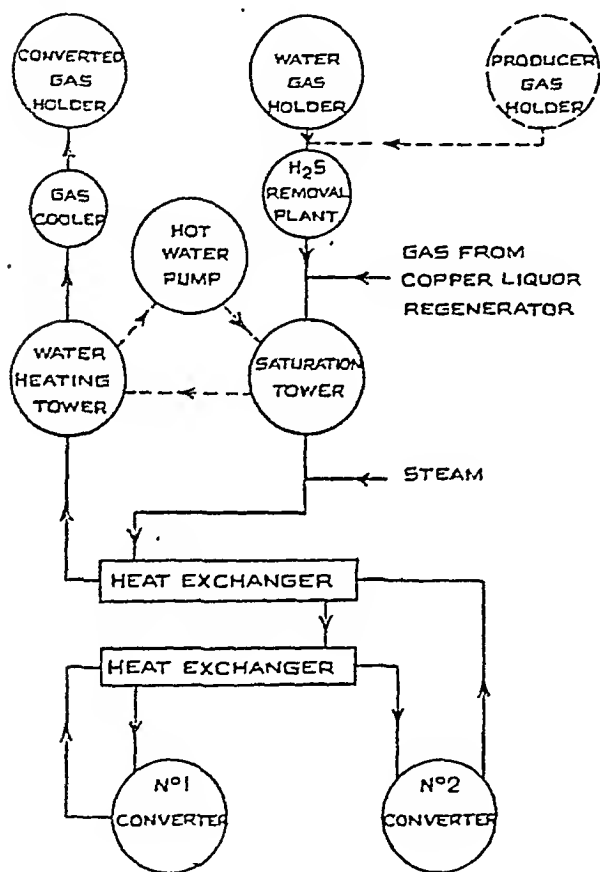 CONVERTED
GAS
HOLDER
WATER
GAS
HOLDER
PRODUCER
GAS
HOLDER
GAS
COOLER
H2S
REMOVAL
PLANT
HOT
WATER
PUMP
GAS FROM
COPPER LIQUOR
REGENERATOR
WATER
HEATING
TOWER
SATURATION
TOWER
STEAM
HEAT EXCHANGER
HEAT EXCHANGER
Nº1
CONVERTER
Nº2
CONVERTER